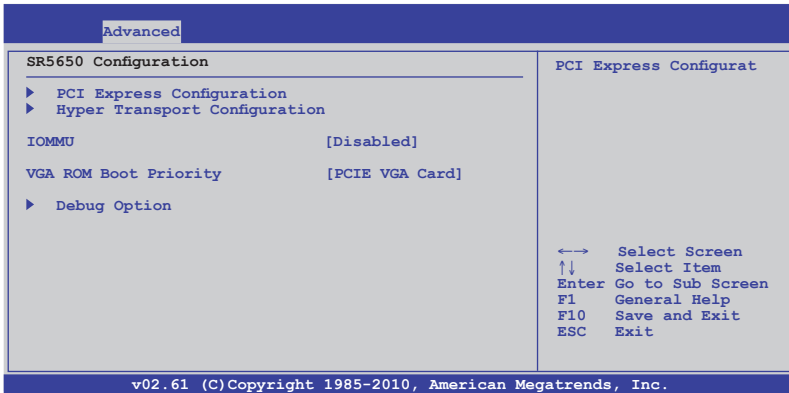 Advanced
SR5650 Configuration
PCI Express Configuration
Hyper Transport Configuration
IOMMU [Disabled]
VGA ROM Boot Priority [PCIE VGA Card]
Debug Option
PCI Express Configurat
←→ Select Screen
↑↓ Select Item
Enter Go to Sub Screen
F1 General Help
F10 Save and Exit
ESC Exit
v02.61 (C)Copyright 1985-2010, American Megatrends, Inc.